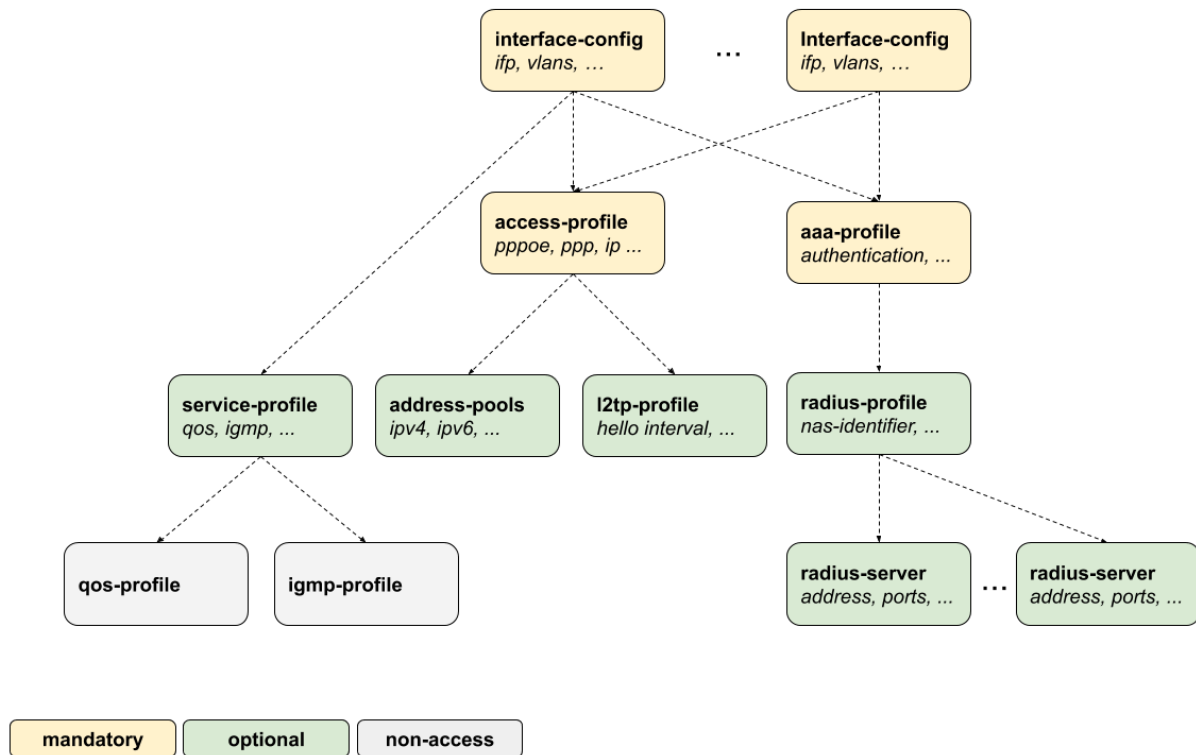 interface-config
ifp, vlans, …
...
Interface-config
ifp, vlans, …
access-profile
pppoe, ppp, ip ...
aaa-profile
authentication, ...
service-profile
qos, igmp, ...
address-pools
ipv4, ipv6, ...
l2tp-profile
hello interval, ...
radius-profile
nas-identifier, ...
qos-profile
igmp-profile
radius-server
address, ports, ...
...
radius-server
address, ports, ...
mandatory
optional
non-access